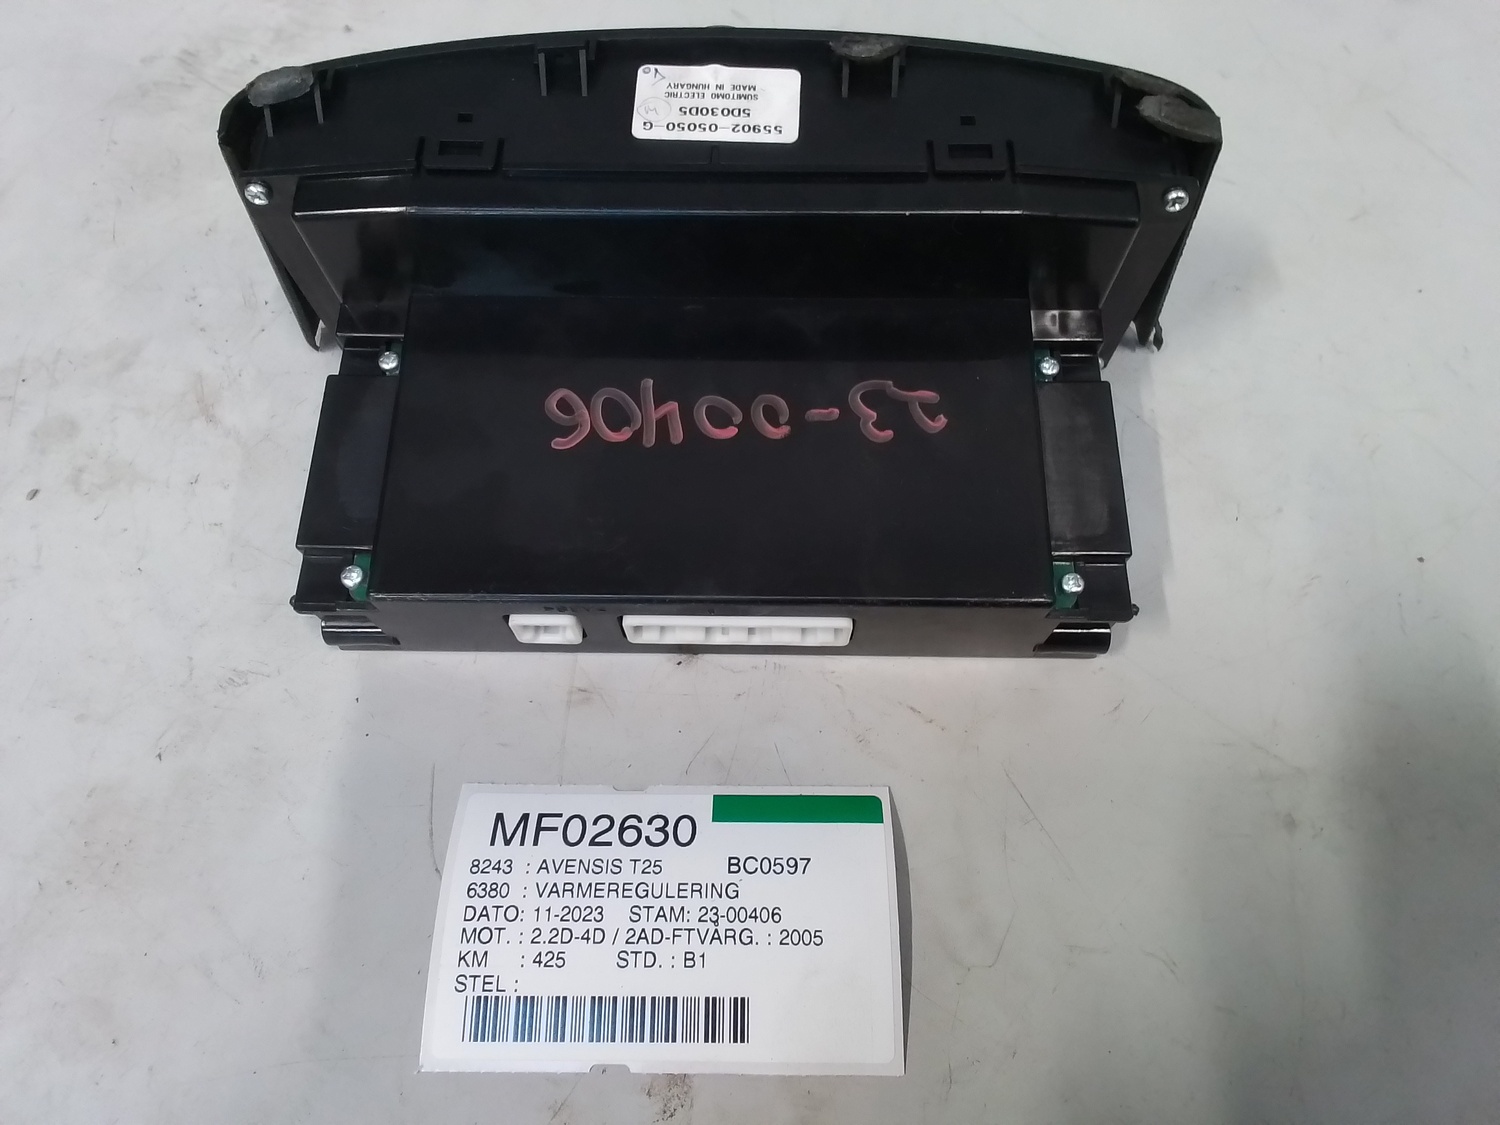 55902-05050-G
5D030D5
SUMITOMO ELECTRIC
MADE IN HUNGARY
23-00406
MF02630
8243 : AVENSIS T25 BC0597
6380 : VARMEREGULERING
DATO: 11-2023 STAM: 23-00406
MOT. : 2.2D-4D / 2AD-FTVÅRG. : 2005
KM : 425 STD. : B1
STEL :